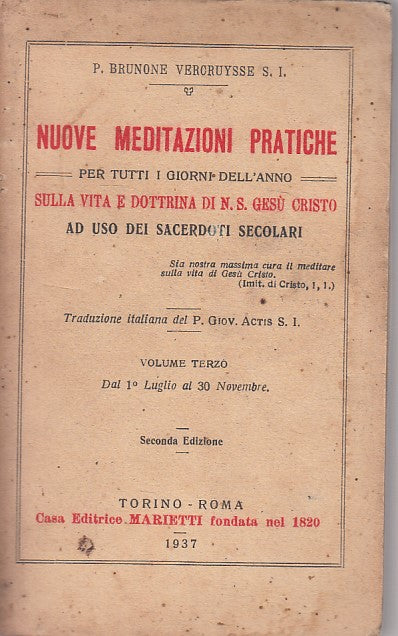 P. BRUNONE VERCRUYSSE S. I.
NUOVE MEDITAZIONI PRATICHE
PER TUTTI I GIORNI DELL'ANNO
SULLA VITA E DOTTRINA DI N. S. GESÙ CRISTO
AD USO DEI SACERDOTI SECOLARI
Sia nostra massima cura il meditare
sulla vita di Gesù Cristo.
(Imit. di Cristo, 1, 1.)
Traduzione italiana del P. GIOV. ACTIS S. I.
VOLUME TERZO
Dal 1º Luglio al 30 Novembre.
Seconda Edizione
TORINO - ROMA
Casa Editrice MARIETTI fondata nel 1820
1937